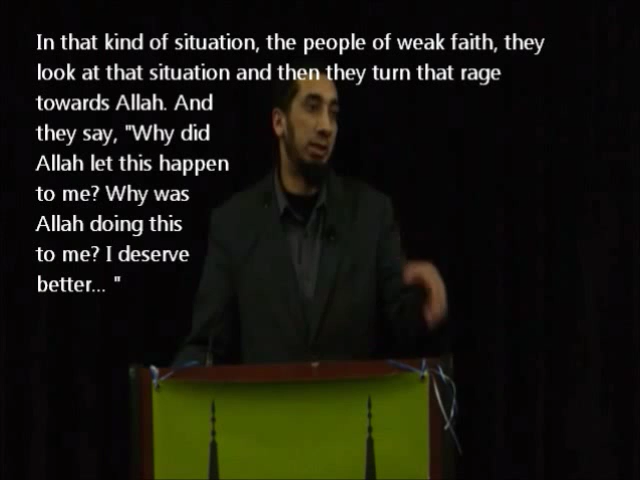 In that kind of situation, the people of weak faith, they
look at that situation and then they turn that rage
towards Allah. And
they say, "Why did
Allah let this happen
to me? Why was
Allah doing this
to me? I deserve
better... "